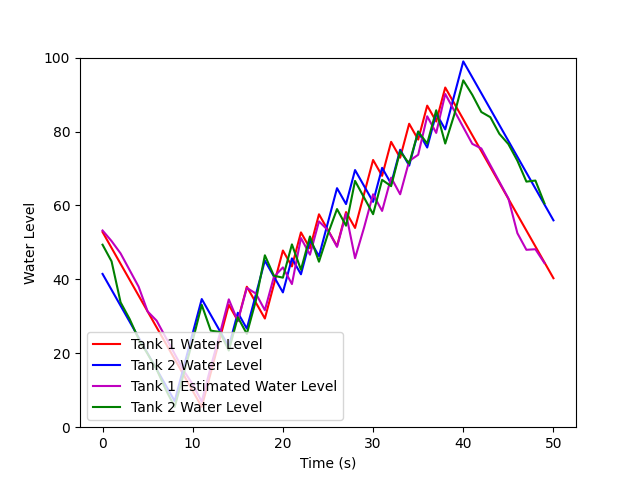 100
80
60
40
20
0
Water Level
Tank 1 Water Level
Tank 2 Water Level
Tank 1 Estimated Water Level
Tank 2 Water Level
0 10 20 30 40 50
Time (s)